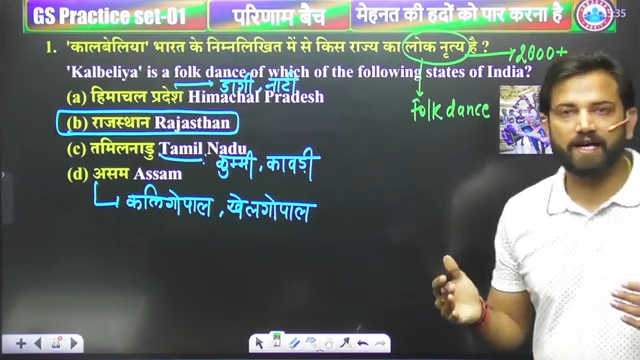 GS Practice set-01
परिणाम बैच
मेहनत की हदों को पार करना है
1. 'कालबेलिया' भारत के निम्नलिखित में से किस राज्य का लोक नृत्य है ?
2000+
'Kalbeliya' is a folk dance of which of the following states of India?
Folk dance
डांगी, नाटी
(a) हिमाचल प्रदेश Himachal Pradesh
(b) राजस्थान Rajasthan
(c) तमिलनाडु Tamil Nadu
कुम्मी, कावड़ी
(d) असम Assam
कलिगोपाल, खेलगोपाल